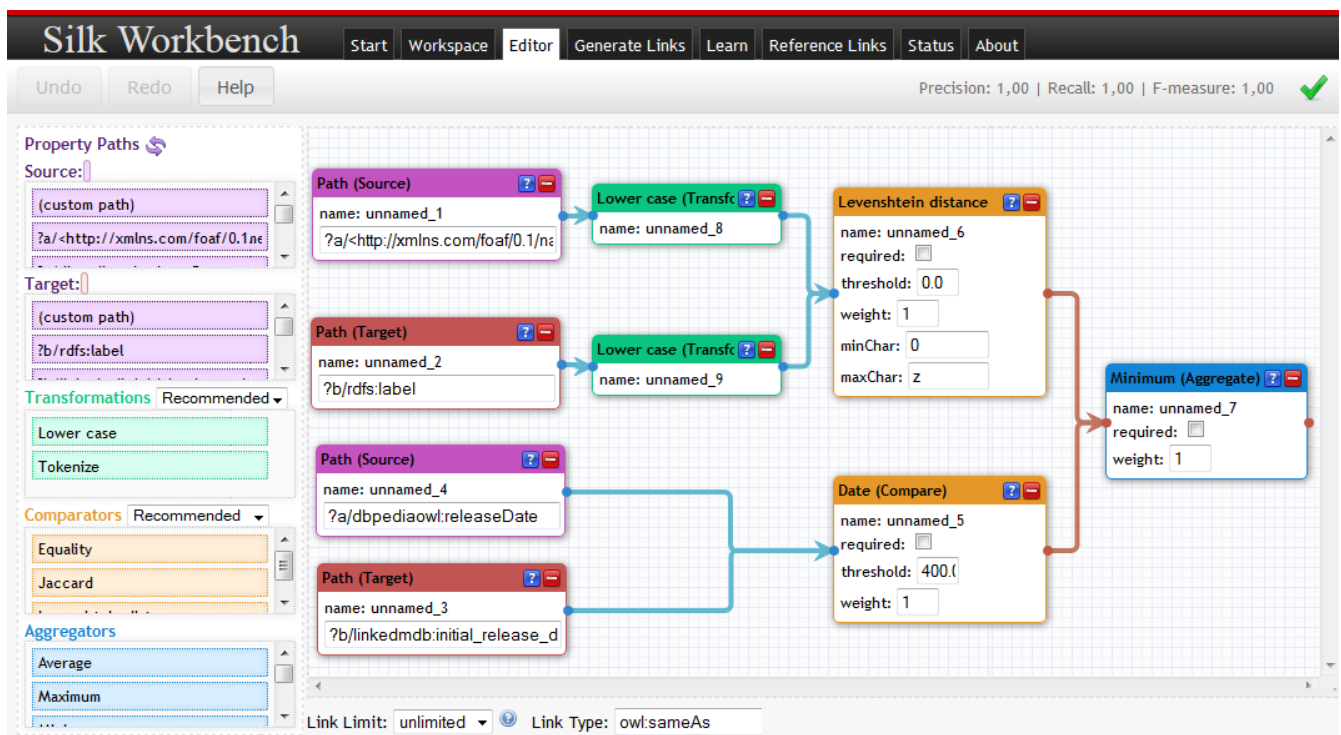 Silk Workbench
Start Workspace Editor Generate Links Learn Reference Links Status About
Undo Redo Help
Precision: 1,00 | Recall: 1,00 | F-measure: 1,00
Property Paths
Source:
(custom path)
?a/<http://xmlns.com/foaf/0.1ne
Target:
(custom path)
?b/rdfs:label
Transformations Recommended
Lower case
Tokenize
Comparators Recommended
Equality
Jaccard
Aggregators
Average
Maximum
Path (Source)
name: unnamed_1
?a/<http://xmlns.com/foaf/0.1/na
Lower case (Transfc
name: unnamed_8
Path (Target)
name: unnamed_2
?b/rdfs:label
Lower case (Transfc
name: unnamed_9
Levenshtein distance
name: unnamed_6
required:
threshold: 0.0
weight: 1
minChar: 0
maxChar: z
Path (Source)
name: unnamed_4
?a/dbpediaowl:releaseDate
Path (Target)
name: unnamed_3
?b/linkedmdb:initial_release_d
Date (Compare)
name: unnamed_5
required:
threshold: 400.(
weight: 1
Minimum (Aggregate)
name: unnamed_7
required:
weight: 1
Link Limit: unlimited Link Type: owl:sameAs